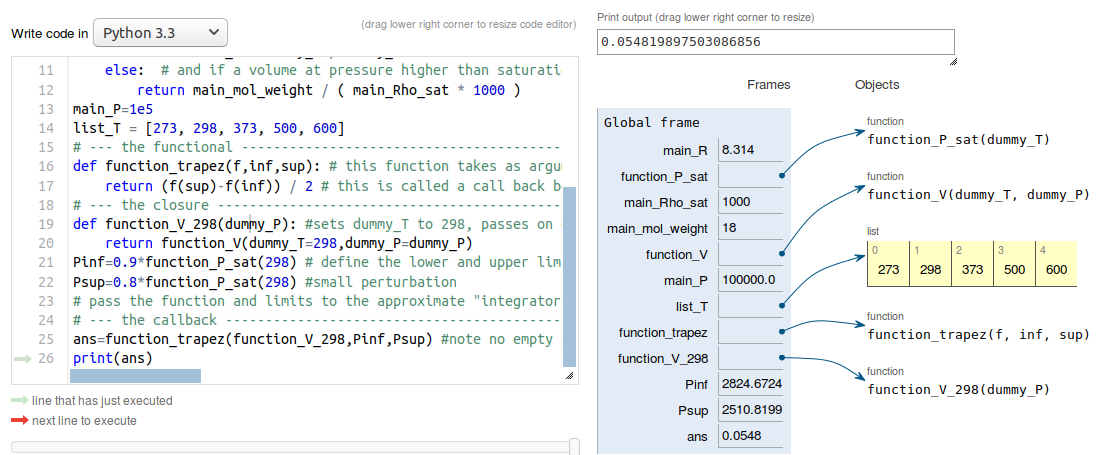 Write code in Python 3.3
(drag lower right corner to resize code editor)
11 else: # and if a volume at pressure higher than saturati
12 return main_mol_weight / ( main_Rho_sat * 1000 )
13 main_P=1e5
14 list_T = [273, 298, 373, 500, 600]
15 # --- the functional
16 def function_trapez(f,inf,sup): # this function takes as argu
17 return (f(sup)-f(inf)) / 2 # this is called a call back b
18 # --- the closure
19 def function_V_298(dummy_P): #sets dummy_T to 298, passes on
20 return function_V(dummy_T=298,dummy_P=dummy_P)
21 Pinf=0.9*function_P_sat(298) # define the lower and upper lim
22 Psup=0.8*function_P_sat(298) #small perturbation
23 # pass the function and limits to the approximate "integrator
24 # --- the callback
25 ans=function_trapez(function_V_298,Pinf,Psup) #note no empty
26 print(ans)
line that has just executed
next line to execute
Print output (drag lower right corner to resize)
0.054819897503086856
Frames
Objects
Global frame
main_R 8.314
function_P_sat
main_Rho_sat 1000
main_mol_weight 18
function_V
main_P 100000.0
list_T
function_trapez
function_V_298
Pinf 2824.6724
Psup 2510.8199
ans 0.0548
function
function_P_sat(dummy_T)
function
function_V(dummy_T, dummy_P)
list
0 1 2 3 4
273 298 373 500 600
function
function_trapez(f, inf, sup)
function
function_V_298(dummy_P)